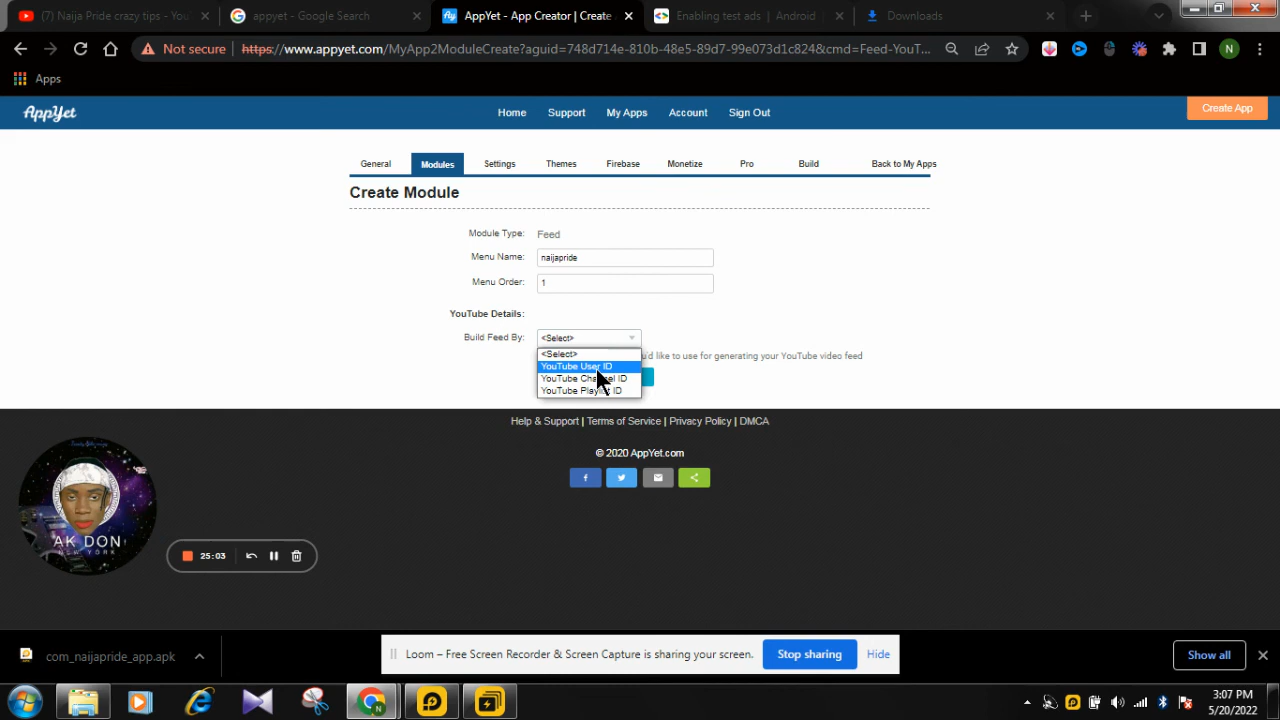 (7) Naija Pride crazy tips - You
appyet - Google Search
AppYet - App Creator | Create
Enabling test ads | Android
Downloads
Not secure
https://www.appyet.com/MyApp2ModuleCreate?aguid=748d714e-810b-48e5-89d7-99e073d1c824&cmd=Feed-YouT...
N
Apps
AppYet
Home
Support
My Apps
Account
Sign Out
Create App
General
Modules
Settings
Themes
Firebase
Monetize
Pro
Build
Back to My Apps
Create Module
Module Type: Feed
Menu Name: naijapride
Menu Order: 1
YouTube Details:
Build Feed By: <Select>
<Select>
'd like to use for generating your YouTube video feed
YouTube User ID
YouTube Channel ID
YouTube Playlist ID
Help & Support | Terms of Service | Privacy Policy | DMCA
© 2020 AppYet.com
AK DON
NEW YORK
25:03
com_naijapride_app.apk
Loom – Free Screen Recorder & Screen Capture is sharing your screen.
Stop sharing
Hide
Show all
3:07 PM
5/20/2022